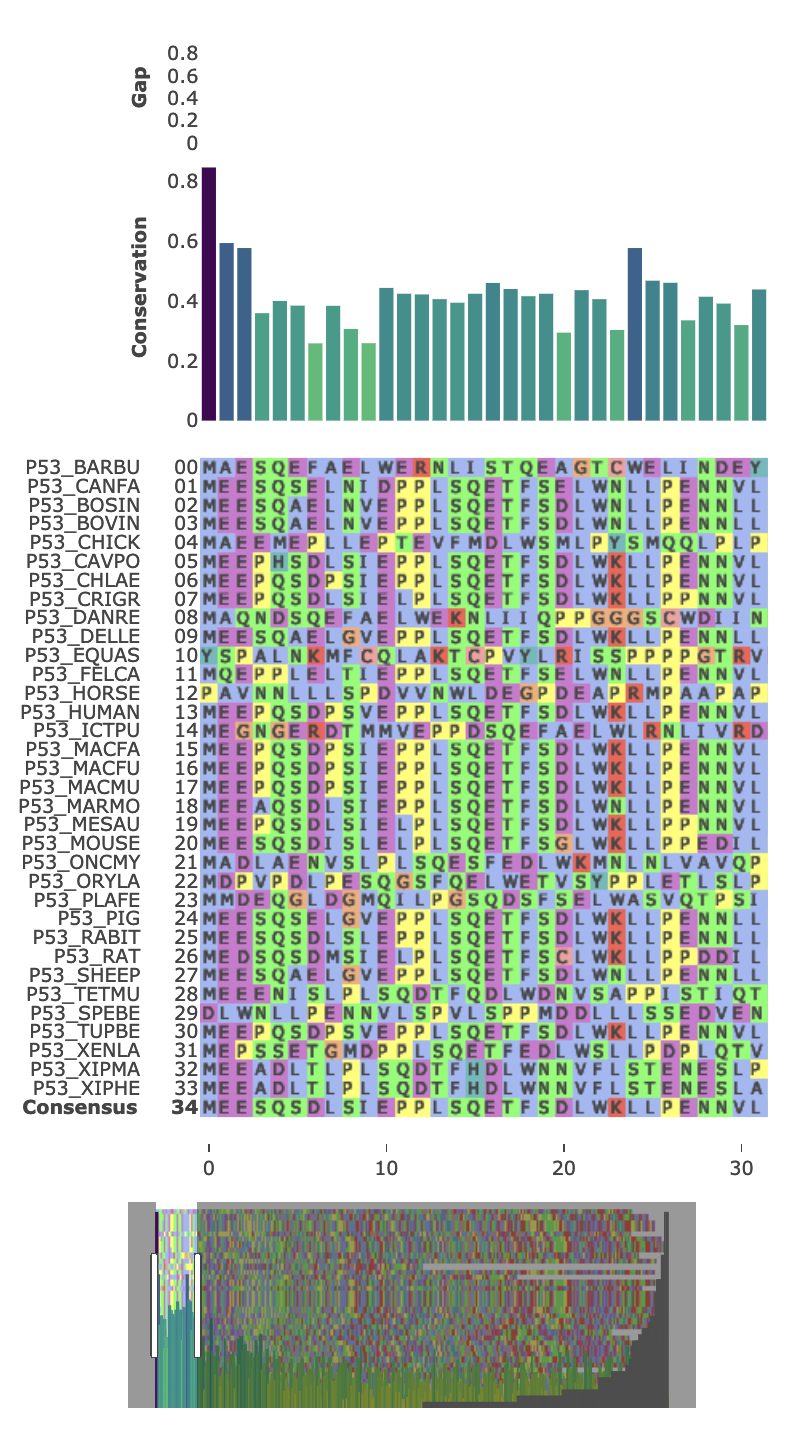 Gap
0.8
0.6
0.4
0.2
0
Conservation
0.8
0.6
0.4
0.2
0
P53_BARBU 00 MAESQEFAELWERNLISTQEAGTCWELINDEY
P53_CANFA 01 MEESQSELNIDPPLSQETFSELWNLLPENNVL
P53_BOSIN 02 MEESQAELNVEPPLSQETFSDLWNLLPENNLL
P53_BOVIN 03 MEESQAELNVEPPLSQETFSDLWNLLPENNLL
P53_CHICK 04 MAEEMEPLLEPTEVFMDLWSMLPYSMQQLPLP
P53_CAVPO 05 MEEPHSDLSIEPPLSQETFSDLWKLLPENNVL
P53_CHLAE 06 MEEPQSDPSIEPPLSQETFSDLWKLLPENNVL
P53_CRIGR 07 MEEPQSDLSIELPLSQETFSDLWKLLPPNNVL
P53_DANRE 08 MAQNDSQEFAELWEKNLIIQPPGGGSCWDIIN
P53_DELLE 09 MEESQAELGVEPPLSQETFSDLWKLLPENNLL
P53_EQUAS 10 YSPALNKMFCQLAKTCPVYLRISSPPPPGTRV
P53_FELCA 11 MQEPPLELTIEPPLSQETFSELWNLLPENNVL
P53_HORSE 12 PAVNNLLLSPDVVNWLDEGPDEAPRMPAAPAP
P53_HUMAN 13 MEEPQSDPSVEPPLSQETFSDLWKLLPENNVL
P53_ICTPU 14 MEGNGERDTMMVEPPDSQEFAELWLRNLIVRD
P53_MACFA 15 MEEPQSDPSIEPPLSQETFSDLWKLLPENNVL
P53_MACFU 16 MEEPQSDPSIEPPLSQETFSDLWKLLPENNVL
P53_MACMU 17 MEEPQSDPSIEPPLSQETFSDLWKLLPENNVL
P53_MARMO 18 MEEAQSDLSIEPPLSQETFSDLWNLLPENNVL
P53_MESAU 19 MEEPQSDLSIELPLSQETFSDLWKLLPPNNVL
P53_MOUSE 20 MEESQSDISLELPLSQETFSGLWKLLPPEDIL
P53_ONCMY 21 MADLAENVSLPLSQESFEDLWKMNLNLVAVQP
P53_ORYLA 22 MDPVPDLPESQGSFQELWETVSYPPLETLSLP
P53_PLAFE 23 MMDEQGLDGMQILPGSQDSFSELWASVQTPSI
P53_PIG 24 MEESQSELGVEPPLSQETFSDLWKLLPENNLL
P53_RABIT 25 MEESQSDLSLEPPLSQETFSDLWKLLPENNLL
P53_RAT 26 MEDSQSDMSIELPLSQETFSCLWKLLPPDDIL
P53_SHEEP 27 MEESQAELGVEPPLSQETFSDLWNLLPENNLL
P53_TETMU 28 MEEENISLPLSQDTFQDLWDNVSAPPISTIQT
P53_SPEBE 29 DLWNLLPENNVLSPVLSPPMDDLLLSSEDVEN
P53_TUPBE 30 MEEPQSDPSVEPPLSQETFSDLWKLLPENNVL
P53_XENLA 31 MEPSSETGMDPPLSQETFEDLWSLLPDPLQTV
P53_XIPMA 32 MEEADLTLPLSQDTFHDLWNNVFLSTENESLP
P53_XIPHE 33 MEEADLTLPLSQDTFHDLWNNVFLSTENESLA
Consensus 34 MEESQSDLSIEPPLSQETFSDLWKLLPENNVL
0 10 20 30